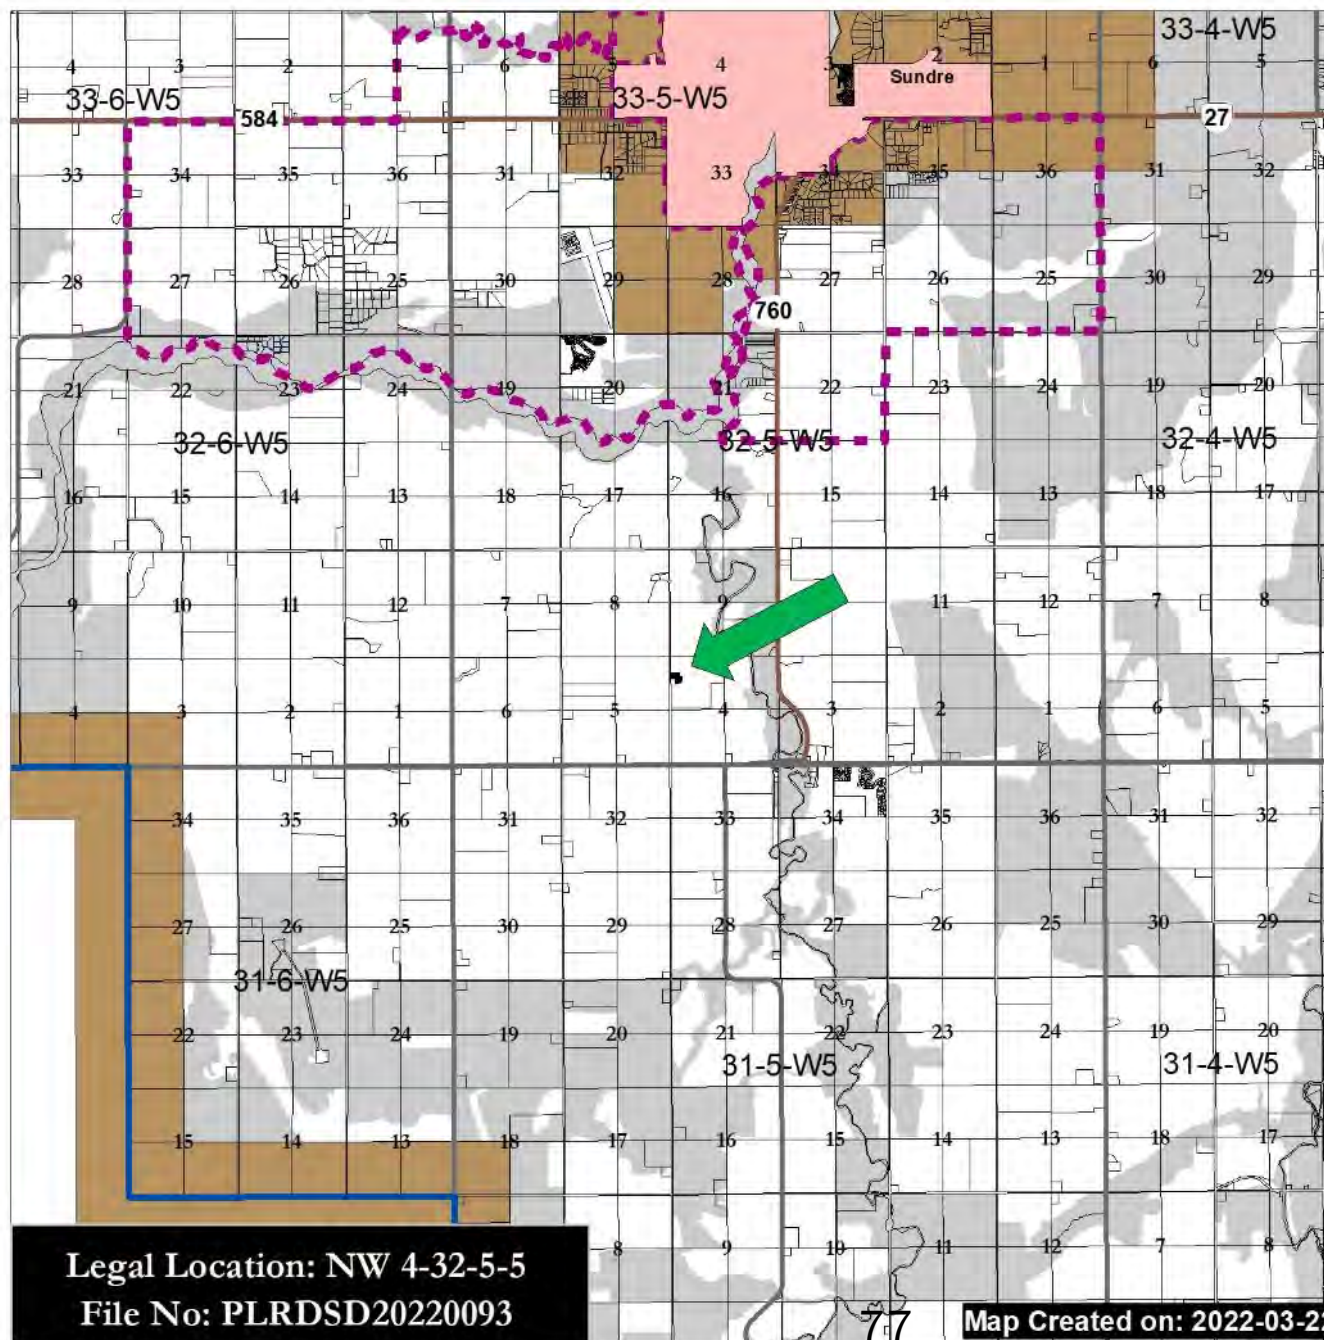 33-4-W5
4 3 2 6 5 4 3 2 1 6 5
Sundre
33-6-W5 33-5-W5
584 27
33 34 35 36 31 32 33 34 35 36 31 32
28 27 26 25 30 29 28 27 26 25 30 29
760
21 22 23 24 19 20 21 22 23 24 19 20
32-6-W5 32-5-W5 32-4-W5
16 15 14 13 18 17 16 15 14 13 18 17
9 10 11 12 7 8 9 11 12 7 8
4 3 2 1 6 5 4 3 2 1 6 5
34 35 36 31 32 33 34 35 36 31 32
27 26 25 30 29 28 27 26 25 30 29
31-6-W5
22 23 24 19 20 21 22 23 24 19 20
31-5-W5 31-4-W5
15 14 13 18 17 16 15 14 13 18 17
8 9 10 11 12 7 8
Legal Location: NW 4-32-5-5
File No: PLRDSD20220093
77
Map Created on: 2022-03-22